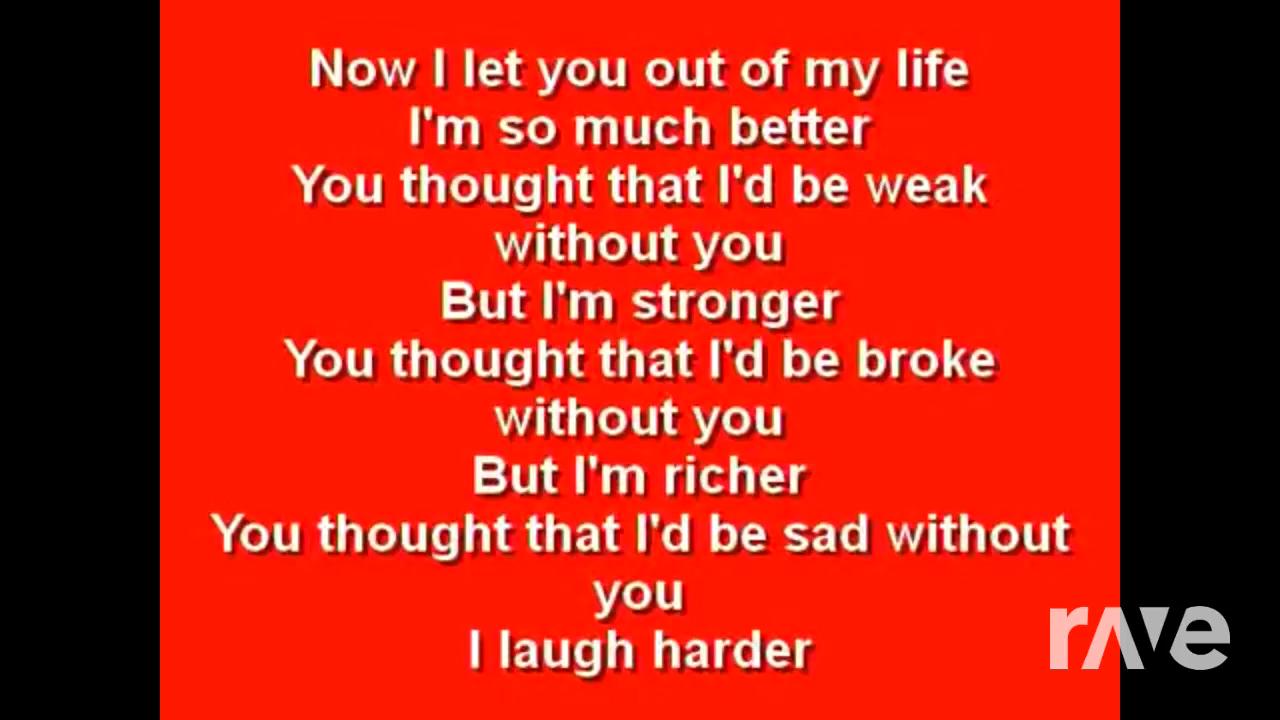 Now I let you out of my life
I'm so much better
You thought that I'd be weak
without you
But I'm stronger
You thought that I'd be broke
without you
But I'm richer
You thought that I'd be sad without
you
I laugh harder
rave